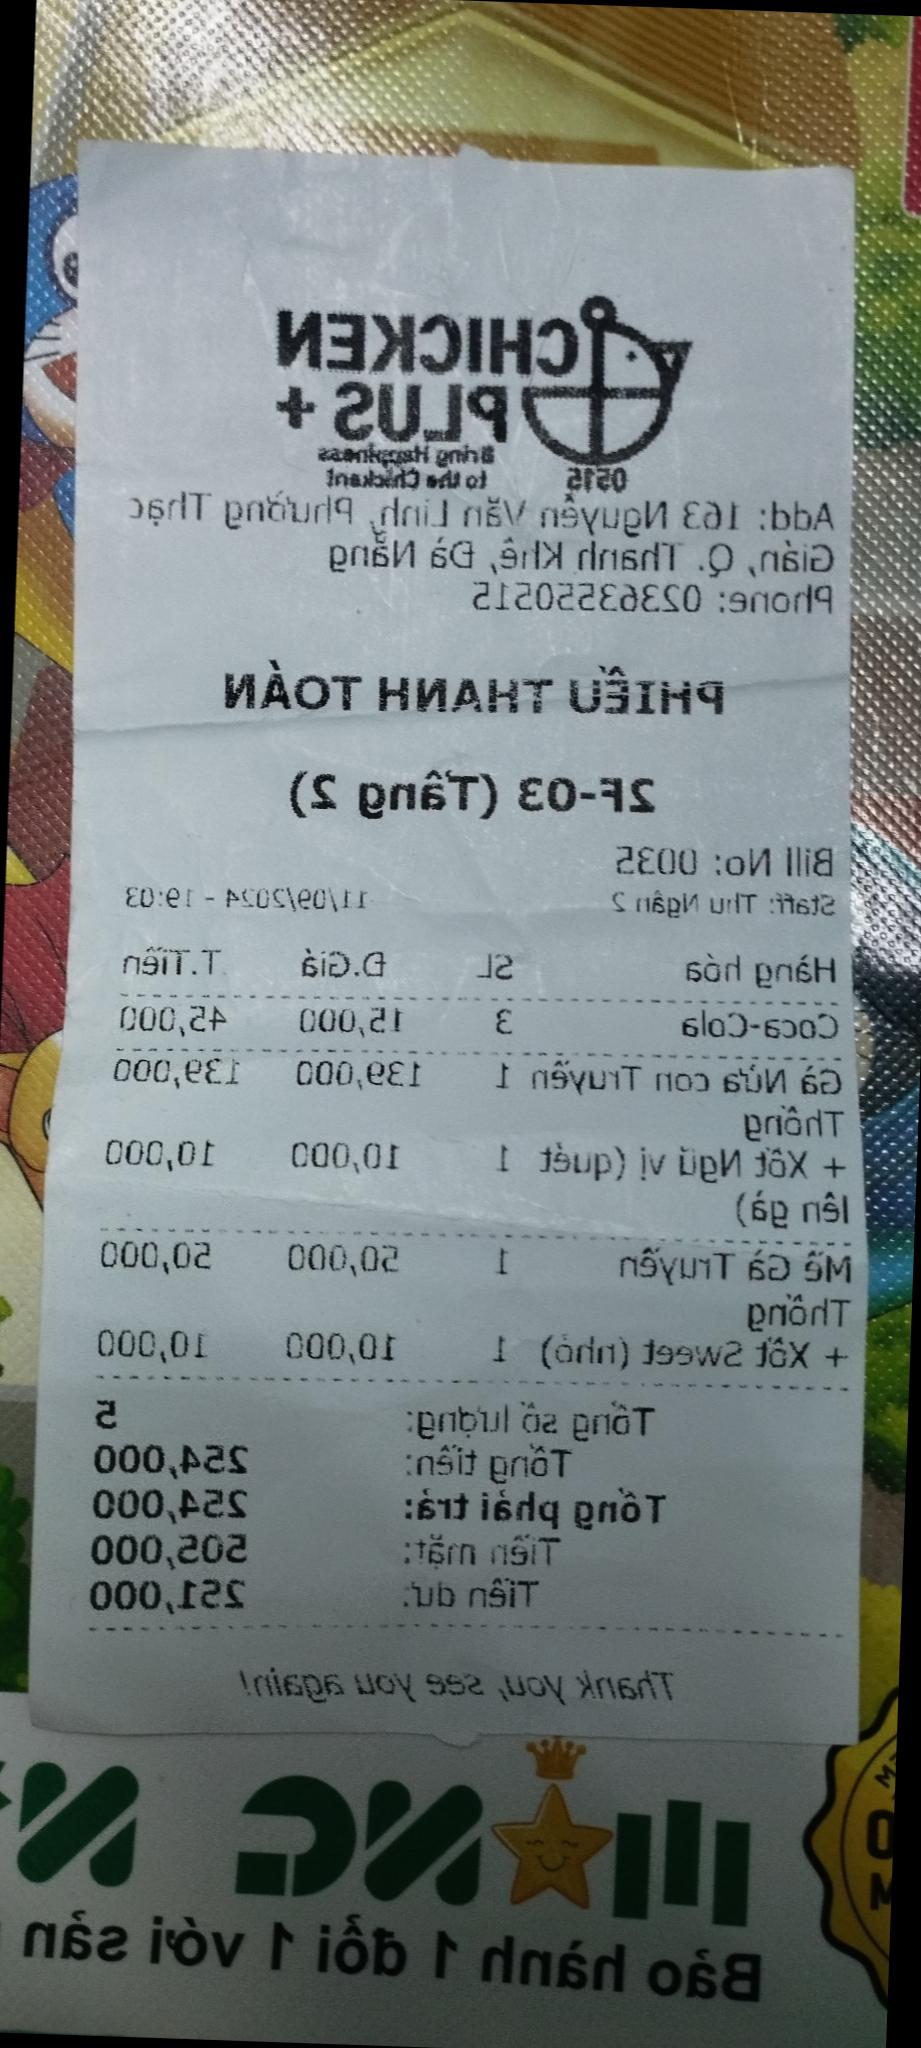 CHICKEN
PLUS+
Bring Happiness
to the Chickant
0515
Add: 163 Nguyễn Văn Linh, Phường Thạc
Gián, Q. Thanh Khê, Đà Nẵng
Phone: 02363550515
PHIẾU THANH TOÁN
2F-03 (Tầng 2)
Bill No: 0035
Staff: Thu Ngân 2 11/09/2024 - 19:03
Hàng hóa SL Đ.Giá T.Tiền
Coca-Cola 3 15,000 45,000
Gà Nửa con Truyền 1 139,000 139,000
Thống
+ Xốt Ngũ vị (quét 1 10,000 10,000
lên gà)
Mề Gà Truyền 1 50,000 50,000
Thống
+ Xốt Sweet (nhỏ) 1 10,000 10,000
Tổng số lượng: 5
Tổng tiền: 254,000
Tổng phải trả: 254,000
Tiền mặt: 505,000
Tiền dư: 251,000
Thank you, see you again!
Bảo hành 1 đổi 1 với sản